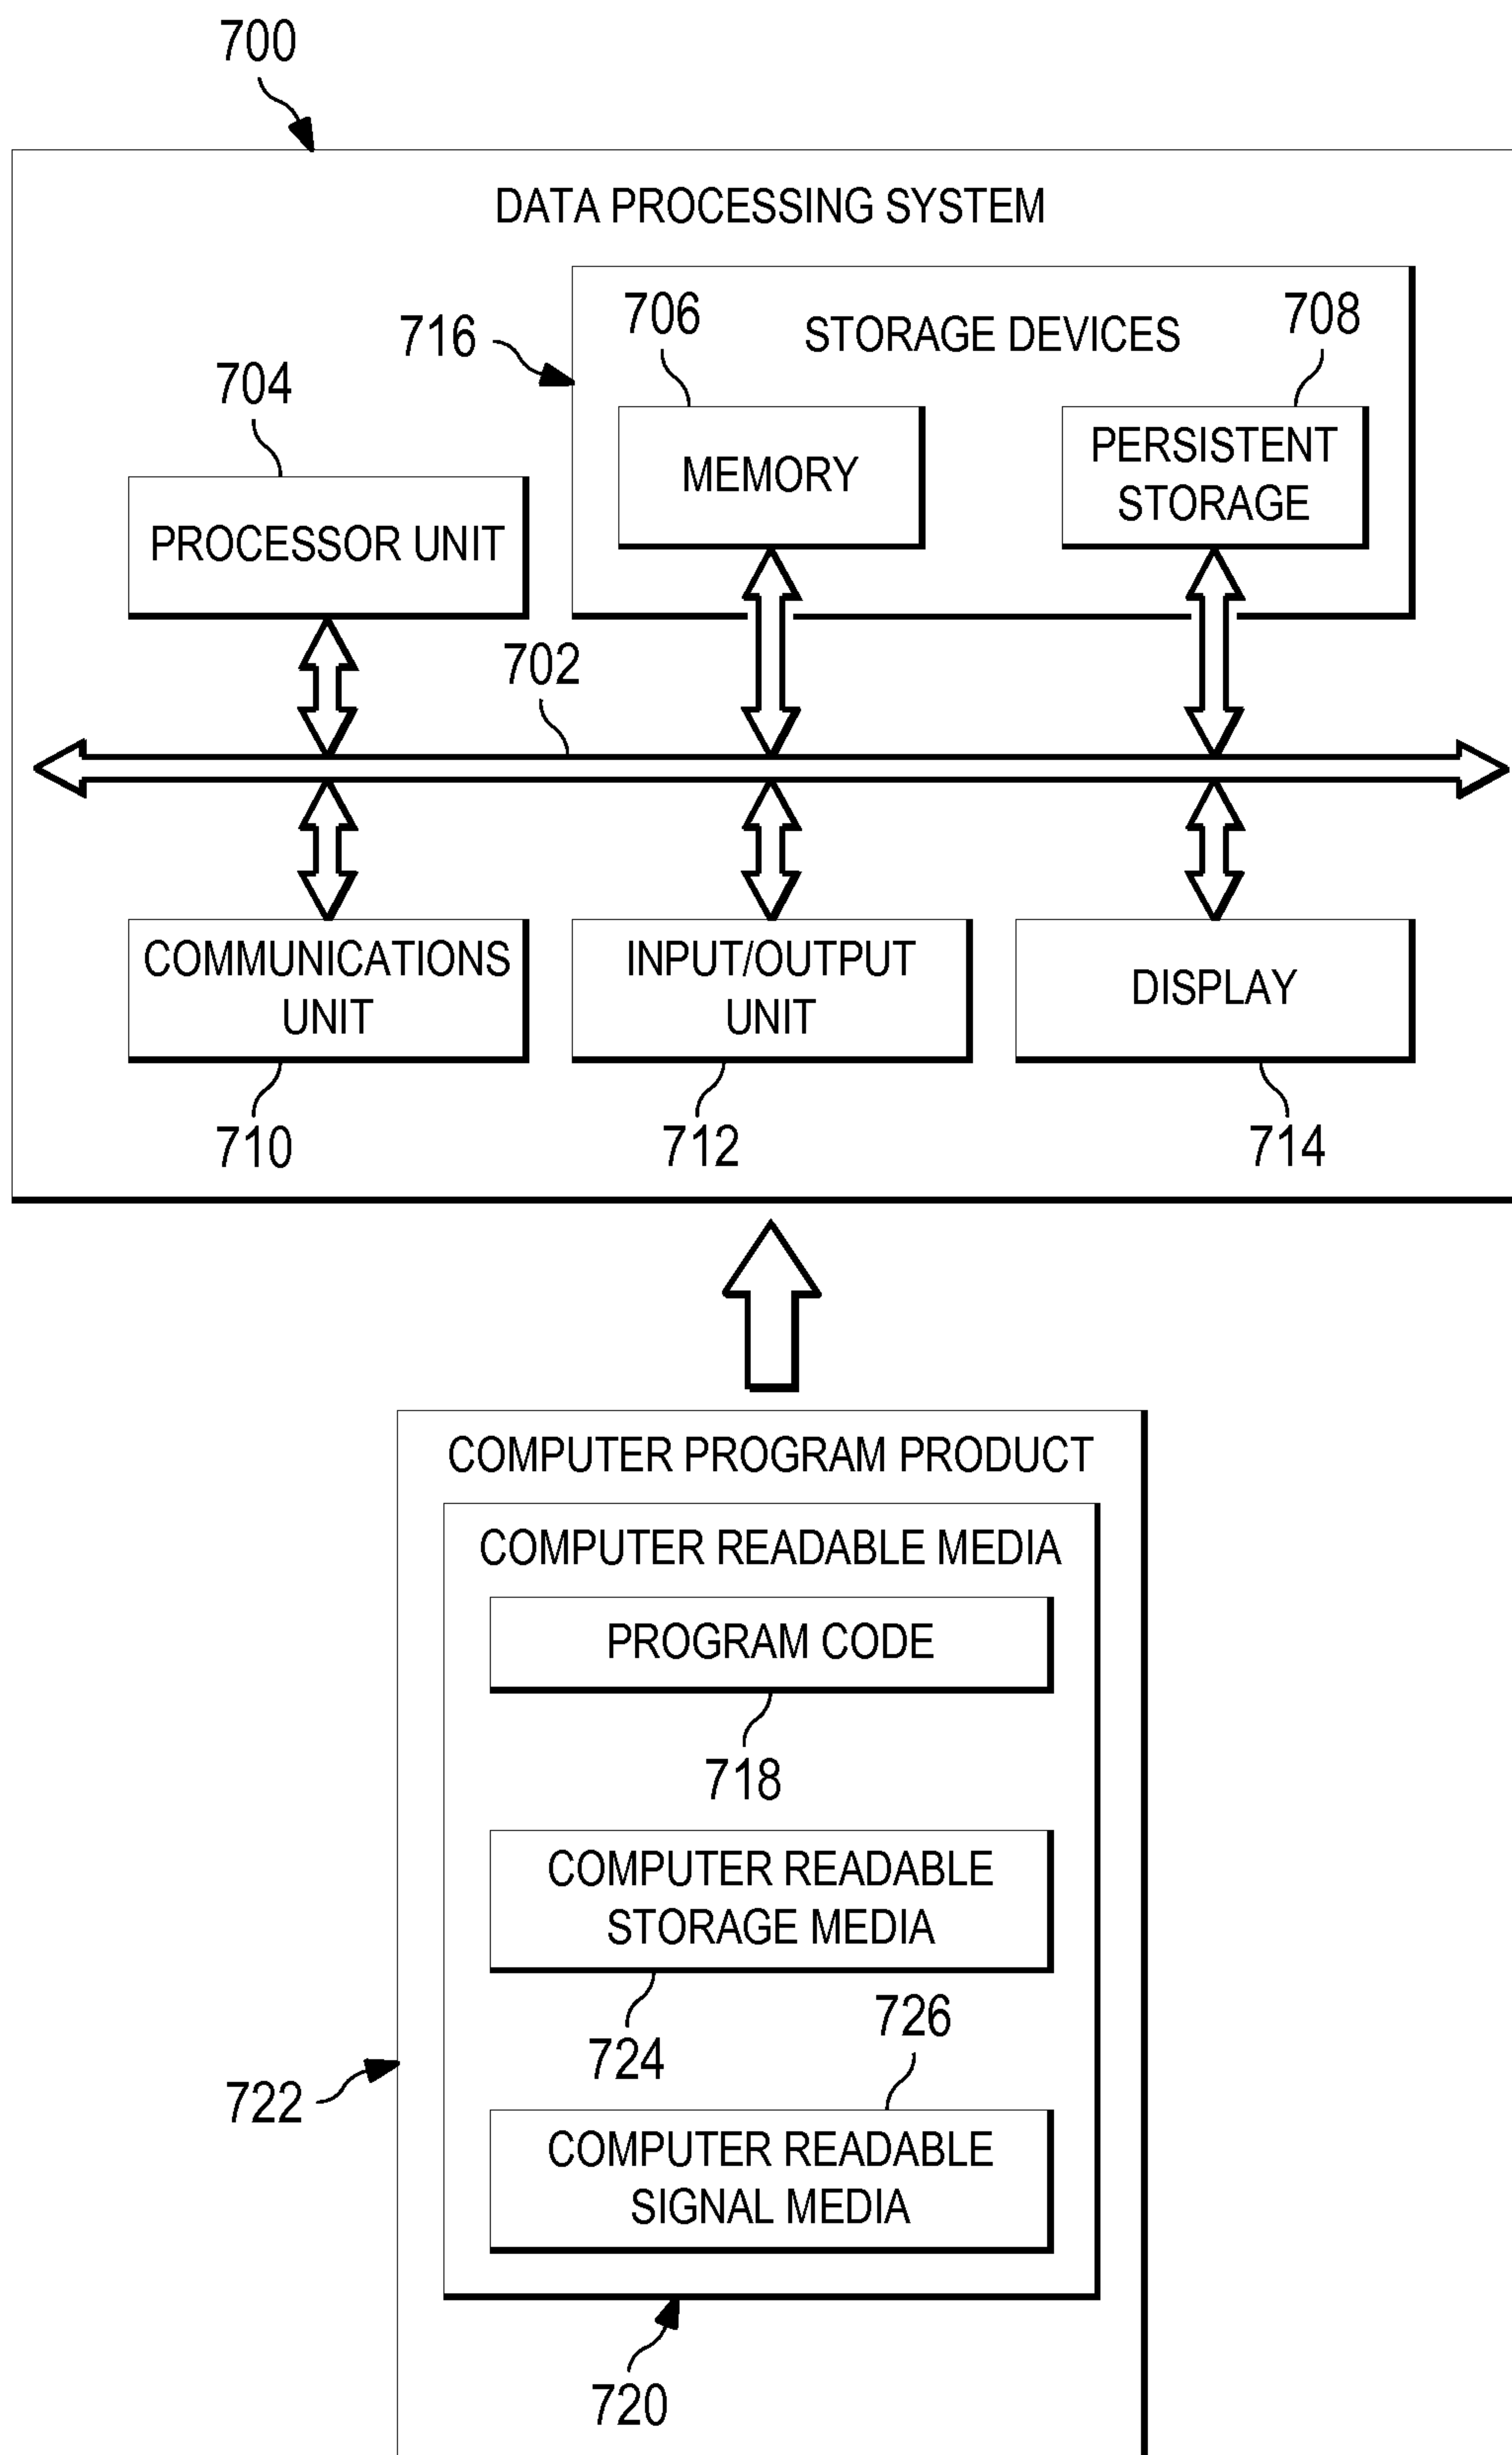 700
DATA PROCESSING SYSTEM
716
706
STORAGE DEVICES
708
704
MEMORY
PERSISTENT
STORAGE
PROCESSOR UNIT
702
COMMUNICATIONS
UNIT
INPUT/OUTPUT
UNIT
DISPLAY
710
712
714
COMPUTER PROGRAM PRODUCT
COMPUTER READABLE MEDIA
PROGRAM CODE
718
COMPUTER READABLE
STORAGE MEDIA
724
726
722
COMPUTER READABLE
SIGNAL MEDIA
720